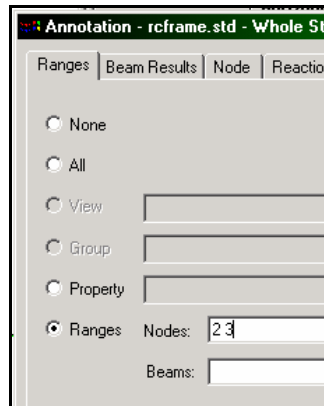 Annotation - rcframe.std - Whole St
Ranges Beam Results Node Reactio
None
All
View
Group
Property
Ranges Nodes: 2 3
Beams: